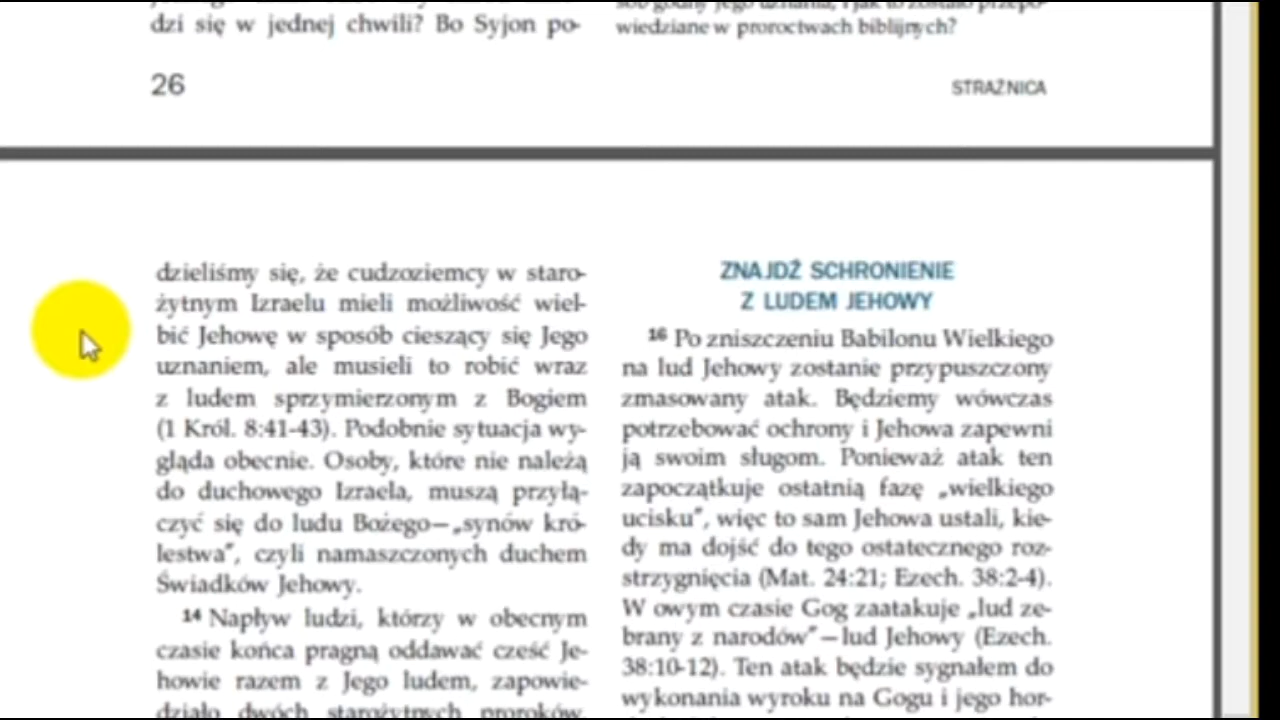 dzi się w jednej chwili? Bo Syjon po-
wiedziane w proroctwach biblijnych?
26
STRAŻNICA
dzieliśmy się, że cudzoziemcy w staro-
żytnym Izraelu mieli możliwość wiel-
bić Jehowę w sposób cieszący się Jego
uznaniem, ale musieli to robić wraz
z ludem sprzymierzonym z Bogiem
(1 Król. 8:41-43). Podobnie sytuacja wy-
gląda obecnie. Osoby, które nie należą
do duchowego Izraela, muszą przyłą-
czyć się do ludu Bożego—„synów kró-
lestwa”, czyli namaszczonych duchem
Świadków Jehowy.
14 Napływ ludzi, którzy w obecnym
czasie końca pragną oddawać cześć Je-
howie razem z Jego ludem, zapowie-
działo dwóch starożytnych proroków.
ZNAJDŹ SCHRONIENIE
Z LUDEM JEHOWY
16 Po zniszczeniu Babilonu Wielkiego
na lud Jehowy zostanie przypuszczony
zmasowany atak. Będziemy wówczas
potrzebować ochrony i Jehowa zapewni
ją swoim sługom. Ponieważ atak ten
zapoczątkuje ostatnią fazę „wielkiego
ucisku”, więc to sam Jehowa ustali, kie-
dy ma dojść do tego ostatecznego roz-
strzygnięcia (Mat. 24:21; Ezech. 38:2-4).
W owym czasie Gog zaatakuje „lud ze-
brany z narodów”—lud Jehowy (Ezech.
38:10-12). Ten atak będzie sygnałem do
wykonania wyroku na Gogu i jego hor-